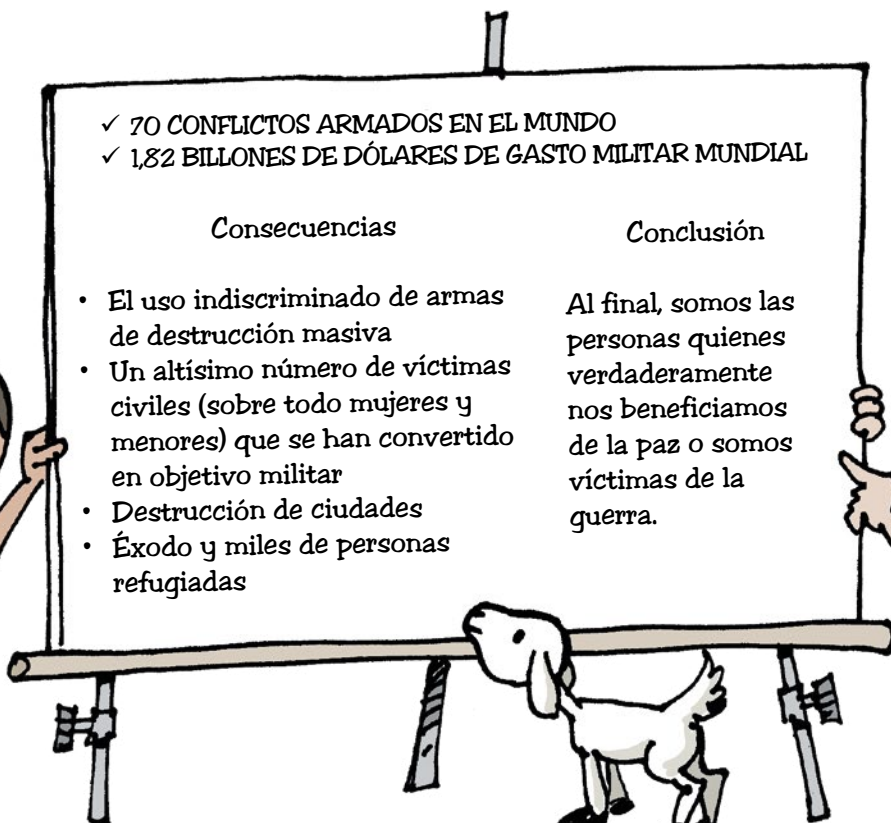 ✓ 70 CONFLICTOS ARMADOS EN EL MUNDO
✓ 1,82 BILLONES DE DÓLARES DE GASTO MILITAR MUNDIAL
Consecuencias
• El uso indiscriminado de armas
de destrucción masiva
• Un altísimo número de víctimas
civiles (sobre todo mujeres y
menores) que se han convertido
en objetivo militar
• Destrucción de ciudades
• Éxodo y miles de personas
refugiadas
Conclusión
Al final, somos las
personas quienes
verdaderamente
nos beneficiamos
de la paz o somos
víctimas de la
guerra.